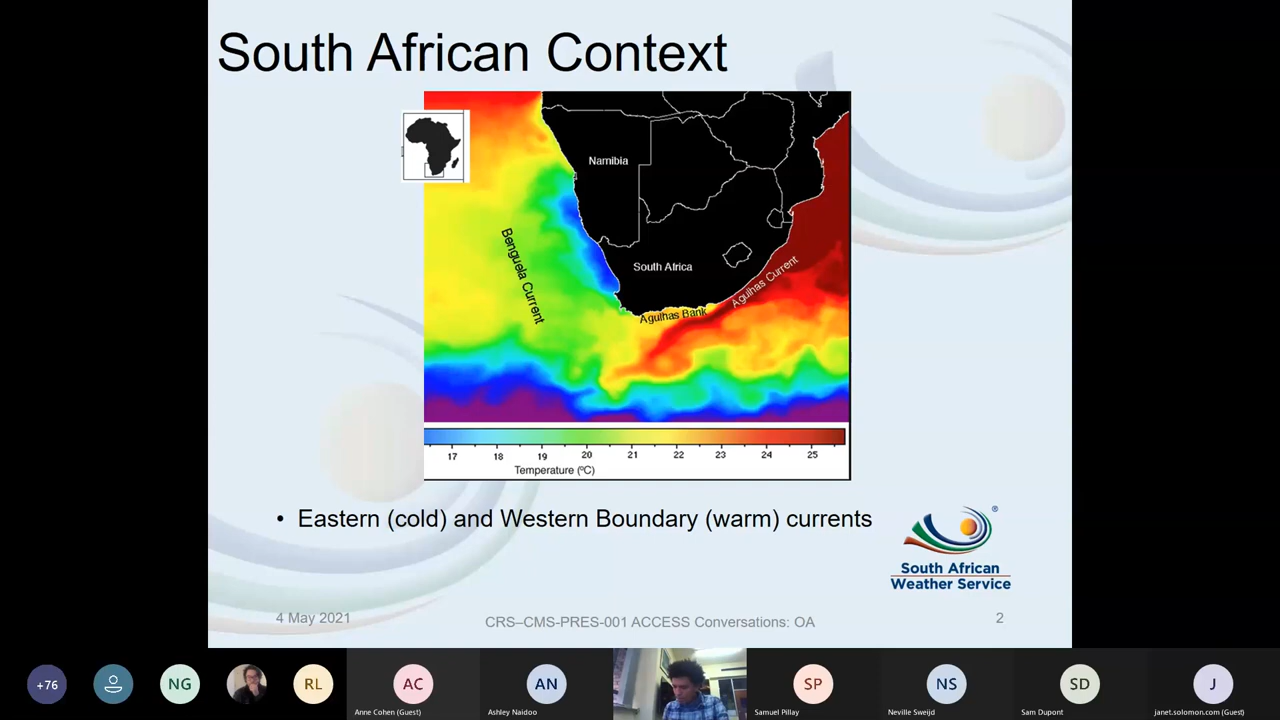 South African Context
Namibia
South Africa
Benguela Current
Agulhas Current
Agulhas Bank
17 18 19 20 21 22 23 24 25
Temperature (ºC)
• Eastern (cold) and Western Boundary (warm) currents
®
South African
Weather Service
4 May 2021
CRS–CMS-PRES-001 ACCESS Conversations: OA
2
+76
NG
RL
AC
Anne Cohen (Guest)
AN
Ashley Naidoo
SP
Samuel Pillay
NS
Neville Sweijd
SD
Sam Dupont
J
janet.solomon.com (Guest)